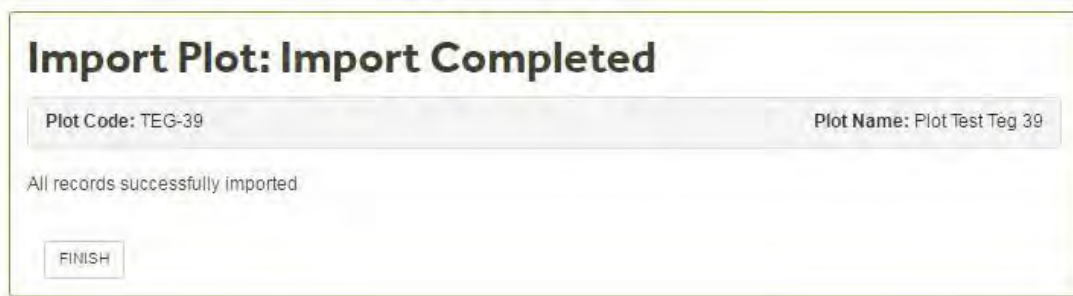 Import Plot: Import Completed
Plot Code: TEG-39 Plot Name: Plot Test Teg 39
All records successfully imported
FINISH